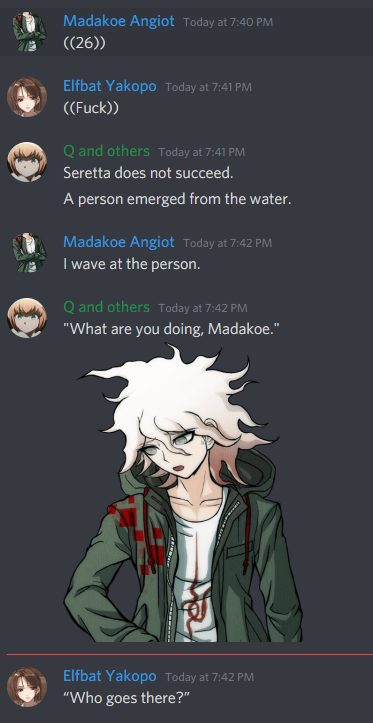 Madakoe Angiot Today at 7:40 PM
((26))
Elfbat Yakopo Today at 7:41 PM
((Fuck))
Q and others Today at 7:41 PM
Seretta does not succeed.
A person emerged from the water.
Madakoe Angiot Today at 7:42 PM
I wave at the person.
Q and others Today at 7:42 PM
"What are you doing, Madakoe."
Elfbat Yakopo Today at 7:42 PM
“Who goes there?”